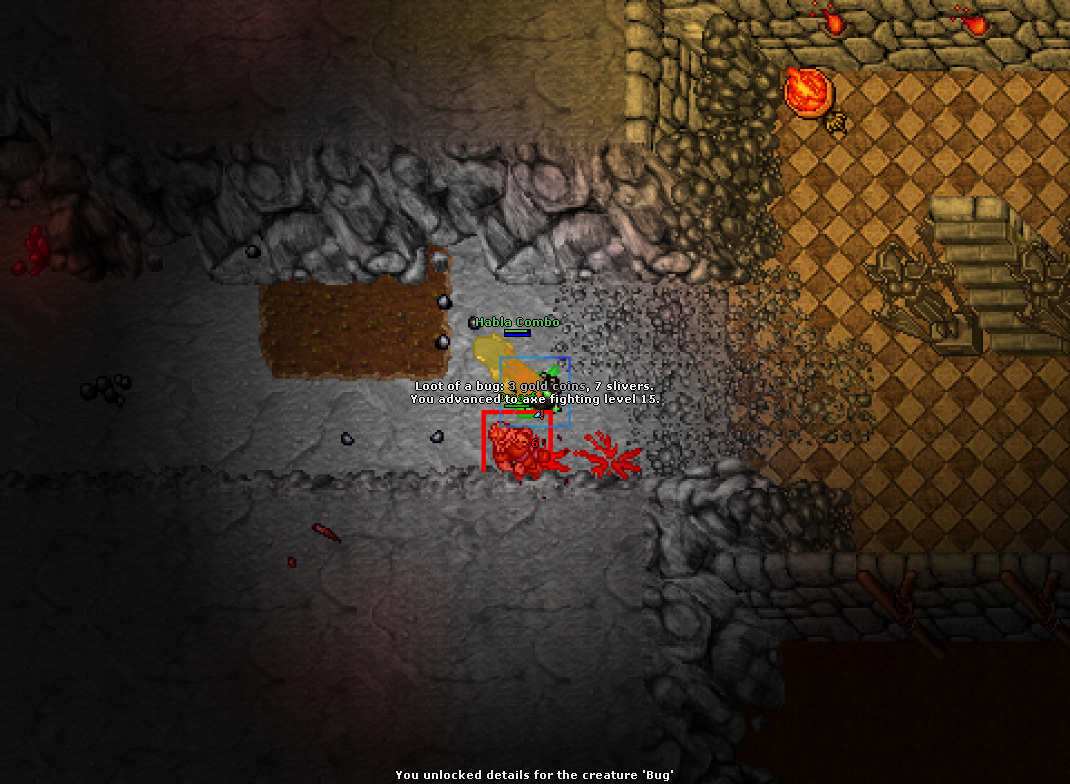 Habla Combo
Loot of a bug: 3 gold coins, 7 slivers.
You advanced to axe fighting level 15.
You unlocked details for the creature 'Bug'